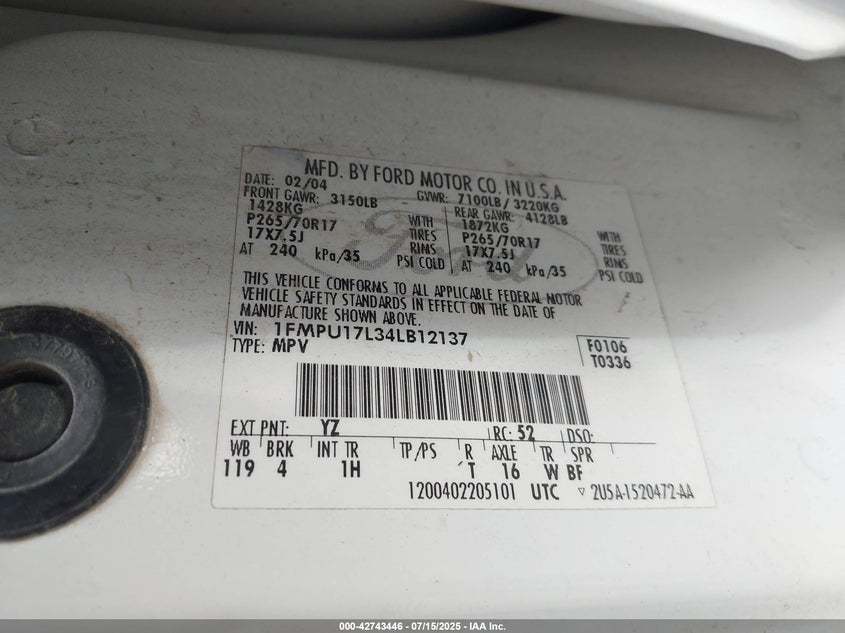 MFD. BY FORD MOTOR CO. IN U.S.A.
DATE: 02/04 GVWR: 7100LB/3220KG
FRONT GAWR: 3150LB REAR GAWR: 4128LB
1428KG WITH 1872KG WITH
P265/70R17 TIRES P265/70R17 TIRES
17X7.5J RIMS 17X7.5J RIMS
AT 240 kPa/35 PSI COLD AT 240 kPa/35 PSI COLD
Ford
THIS VEHICLE CONFORMS TO ALL APPLICABLE FEDERAL MOTOR
VEHICLE SAFETY STANDARDS IN EFFECT ON THE DATE OF
MANUFACTURE SHOWN ABOVE.
VIN: 1FMPU17L34LB12137 F0106
TYPE: MPV T0336
EXT PNT: YZ RC: 52 DSO:
WB BRK INT TR TP/PS R AXLE TR SPR
119 4 1H T 16 W BF
1200402205101 UTC ▽ 2U5A-1520472-AA
000-42743446 - 07/15/2025 - IAA Inc.